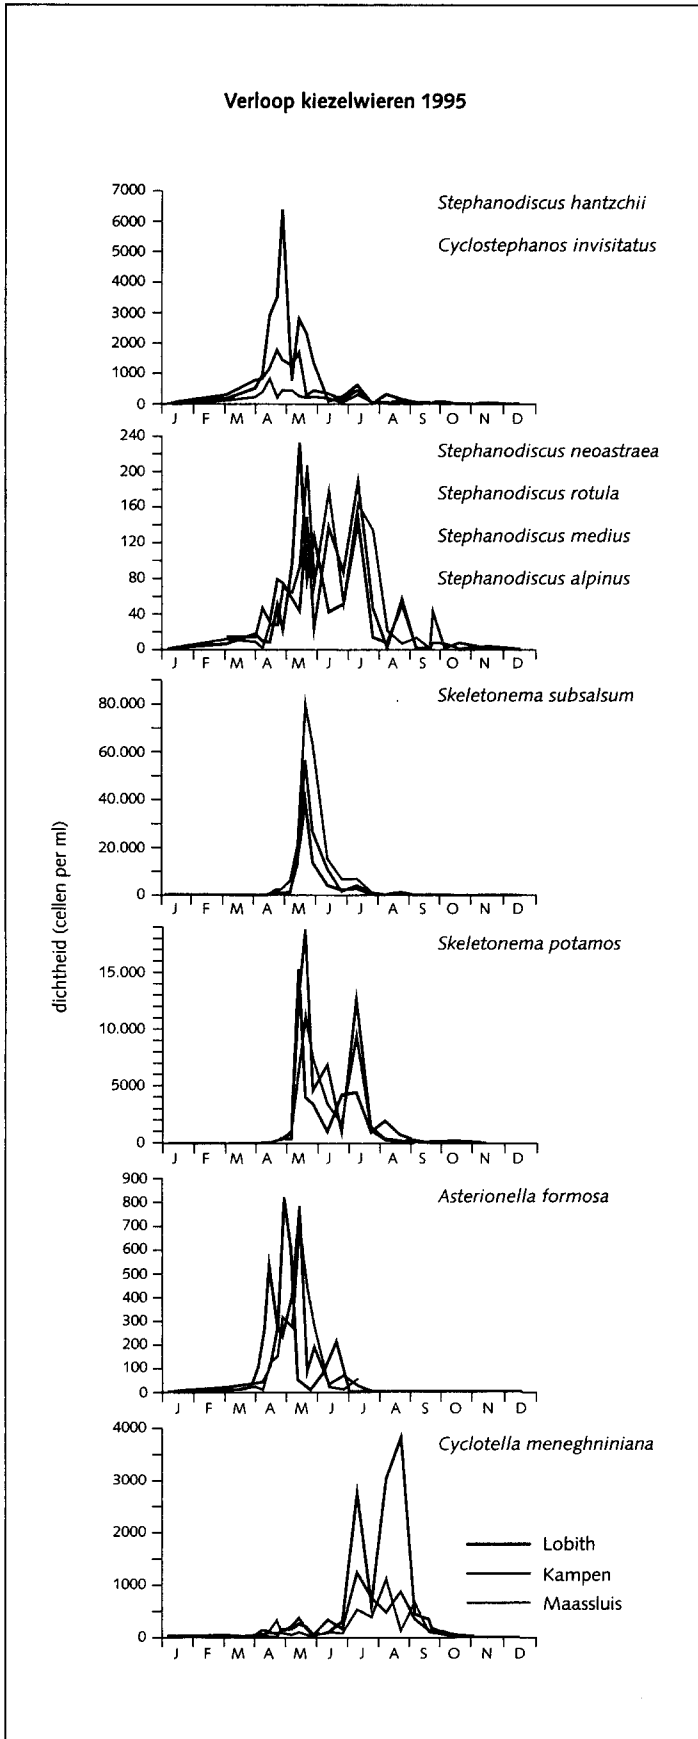 Verloop kiezelwieren 1995
7000
6000
5000
4000
3000
2000
1000
0
Stephanodiscus hantzchii
Cyclostephanos invisitatus
J F M A M J J A S O N D
240
200
160
120
80
40
0
Stephanodiscus neoastraea
Stephanodiscus rotula
Stephanodiscus medius
Stephanodiscus alpinus
J F M A M J J A S O N D
80.000
60.000
40.000
20.000
0
Skeletonema subsalsum
J F M A M J J A S O N D
dichtheid (cellen per ml)
15.000
10.000
5000
0
Skeletonema potamos
J F M A M J J A S O N D
900
800
700
600
500
400
300
200
100
0
Asterionella formosa
J F M A M J J A S O N D
4000
3000
2000
1000
0
Cyclotella meneghniniana
Lobith
Kampen
Maassluis
J F M A M J J A S O N D